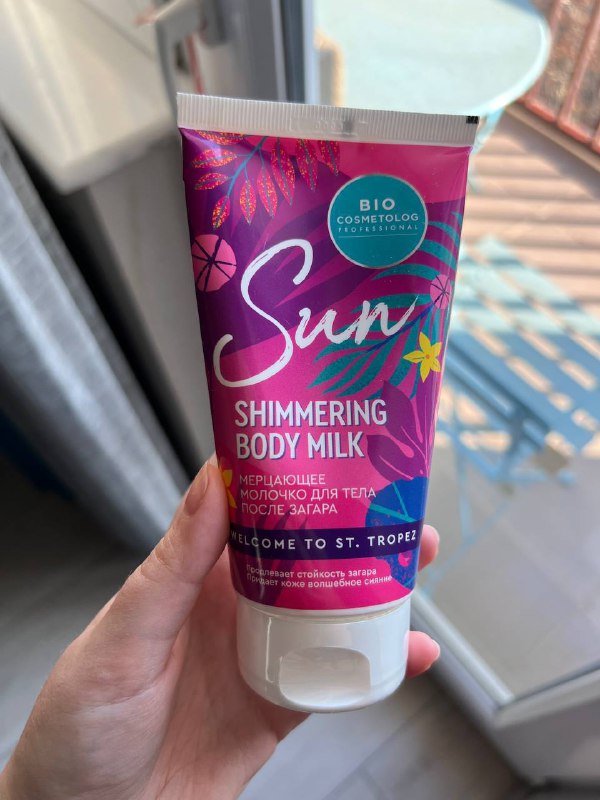 BIO
COSMETOLOG
PROFESSIONAL
Sun
SHIMMERING
BODY MILK
МЕРЦАЮЩЕЕ
МОЛОЧКО ДЛЯ ТЕЛА
ПОСЛЕ ЗАГАРА
WELCOME TO ST. TROPEZ
Продлевает стойкость загара
Придает коже волшебное сияние